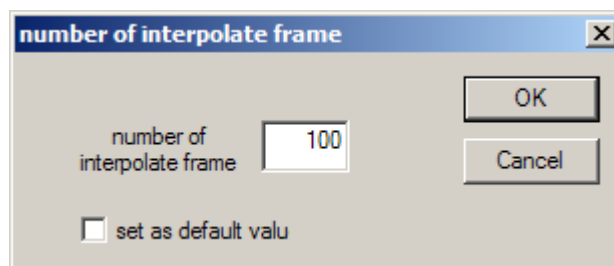 number of interpolate frame
OK
number of
interpolate frame
100
Cancel
set as default valu